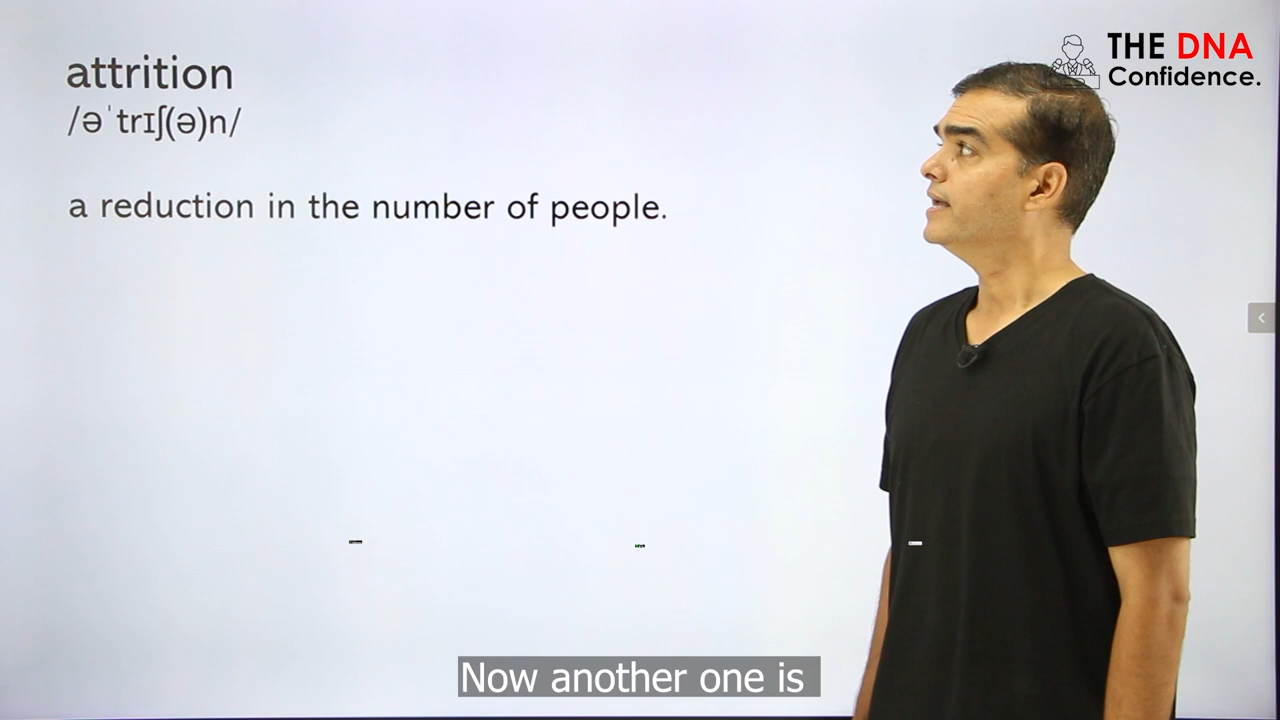 THE DNA
Confidence.
attrition
/əˈtrɪʃ(ə)n/
a reduction in the number of people.
Now another one is